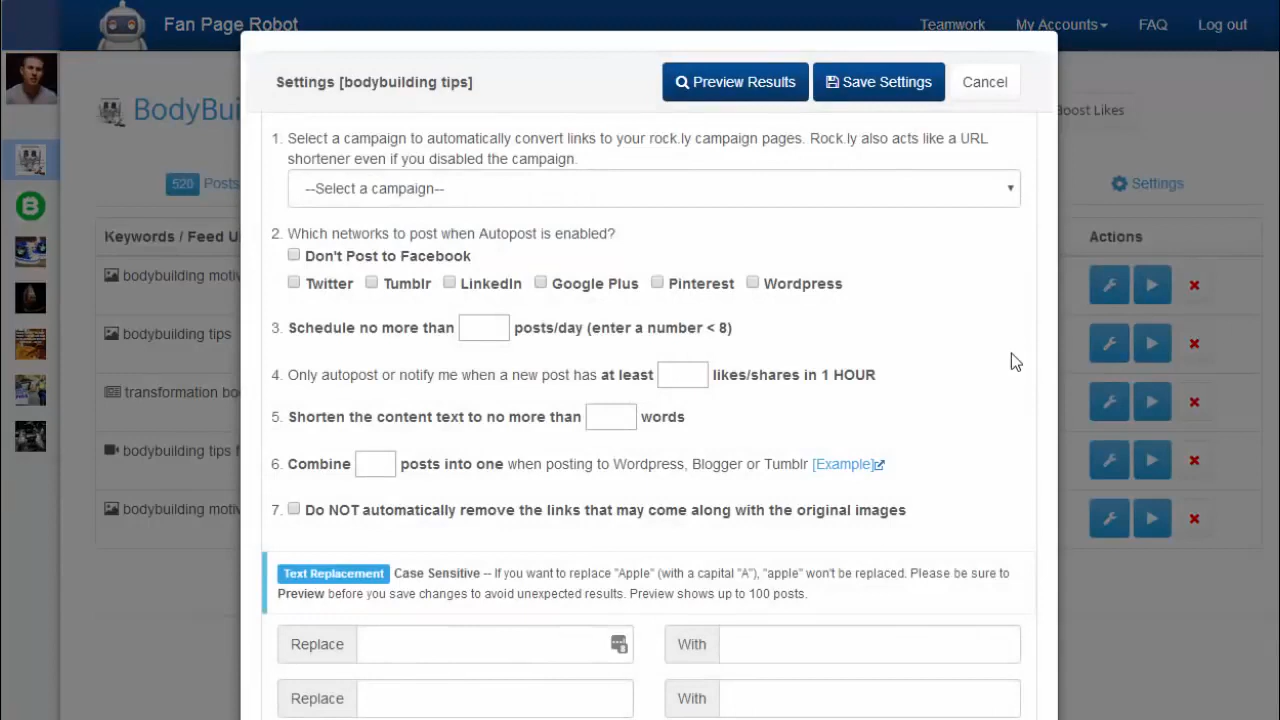 Fan Page Robot
Teamwork My Accounts FAQ Log out
Settings [bodybuilding tips] Preview Results Save Settings Cancel
BodyBui
Boost Likes
1. Select a campaign to automatically convert links to your rock.ly campaign pages. Rock.ly also acts like a URL
shortener even if you disabled the campaign.
520 Posts
--Select a campaign--
Settings
Keywords / Feed U
Actions
2. Which networks to post when Autopost is enabled?
Don't Post to Facebook
bodybuilding motiv
Twitter Tumblr LinkedIn Google Plus Pinterest Wordpress
3. Schedule no more than posts/day (enter a number < 8)
bodybuilding tips
4. Only autopost or notify me when a new post has at least likes/shares in 1 HOUR
transformation bo
5. Shorten the content text to no more than words
bodybuilding tips f
6. Combine posts into one when posting to Wordpress, Blogger or Tumblr [Example]
bodybuilding motiv
7. Do NOT automatically remove the links that may come along with the original images
Text Replacement Case Sensitive -- If you want to replace "Apple" (with a capital "A"), "apple" won't be replaced. Please be sure to
Preview before you save changes to avoid unexpected results. Preview shows up to 100 posts.
Replace With
Replace With